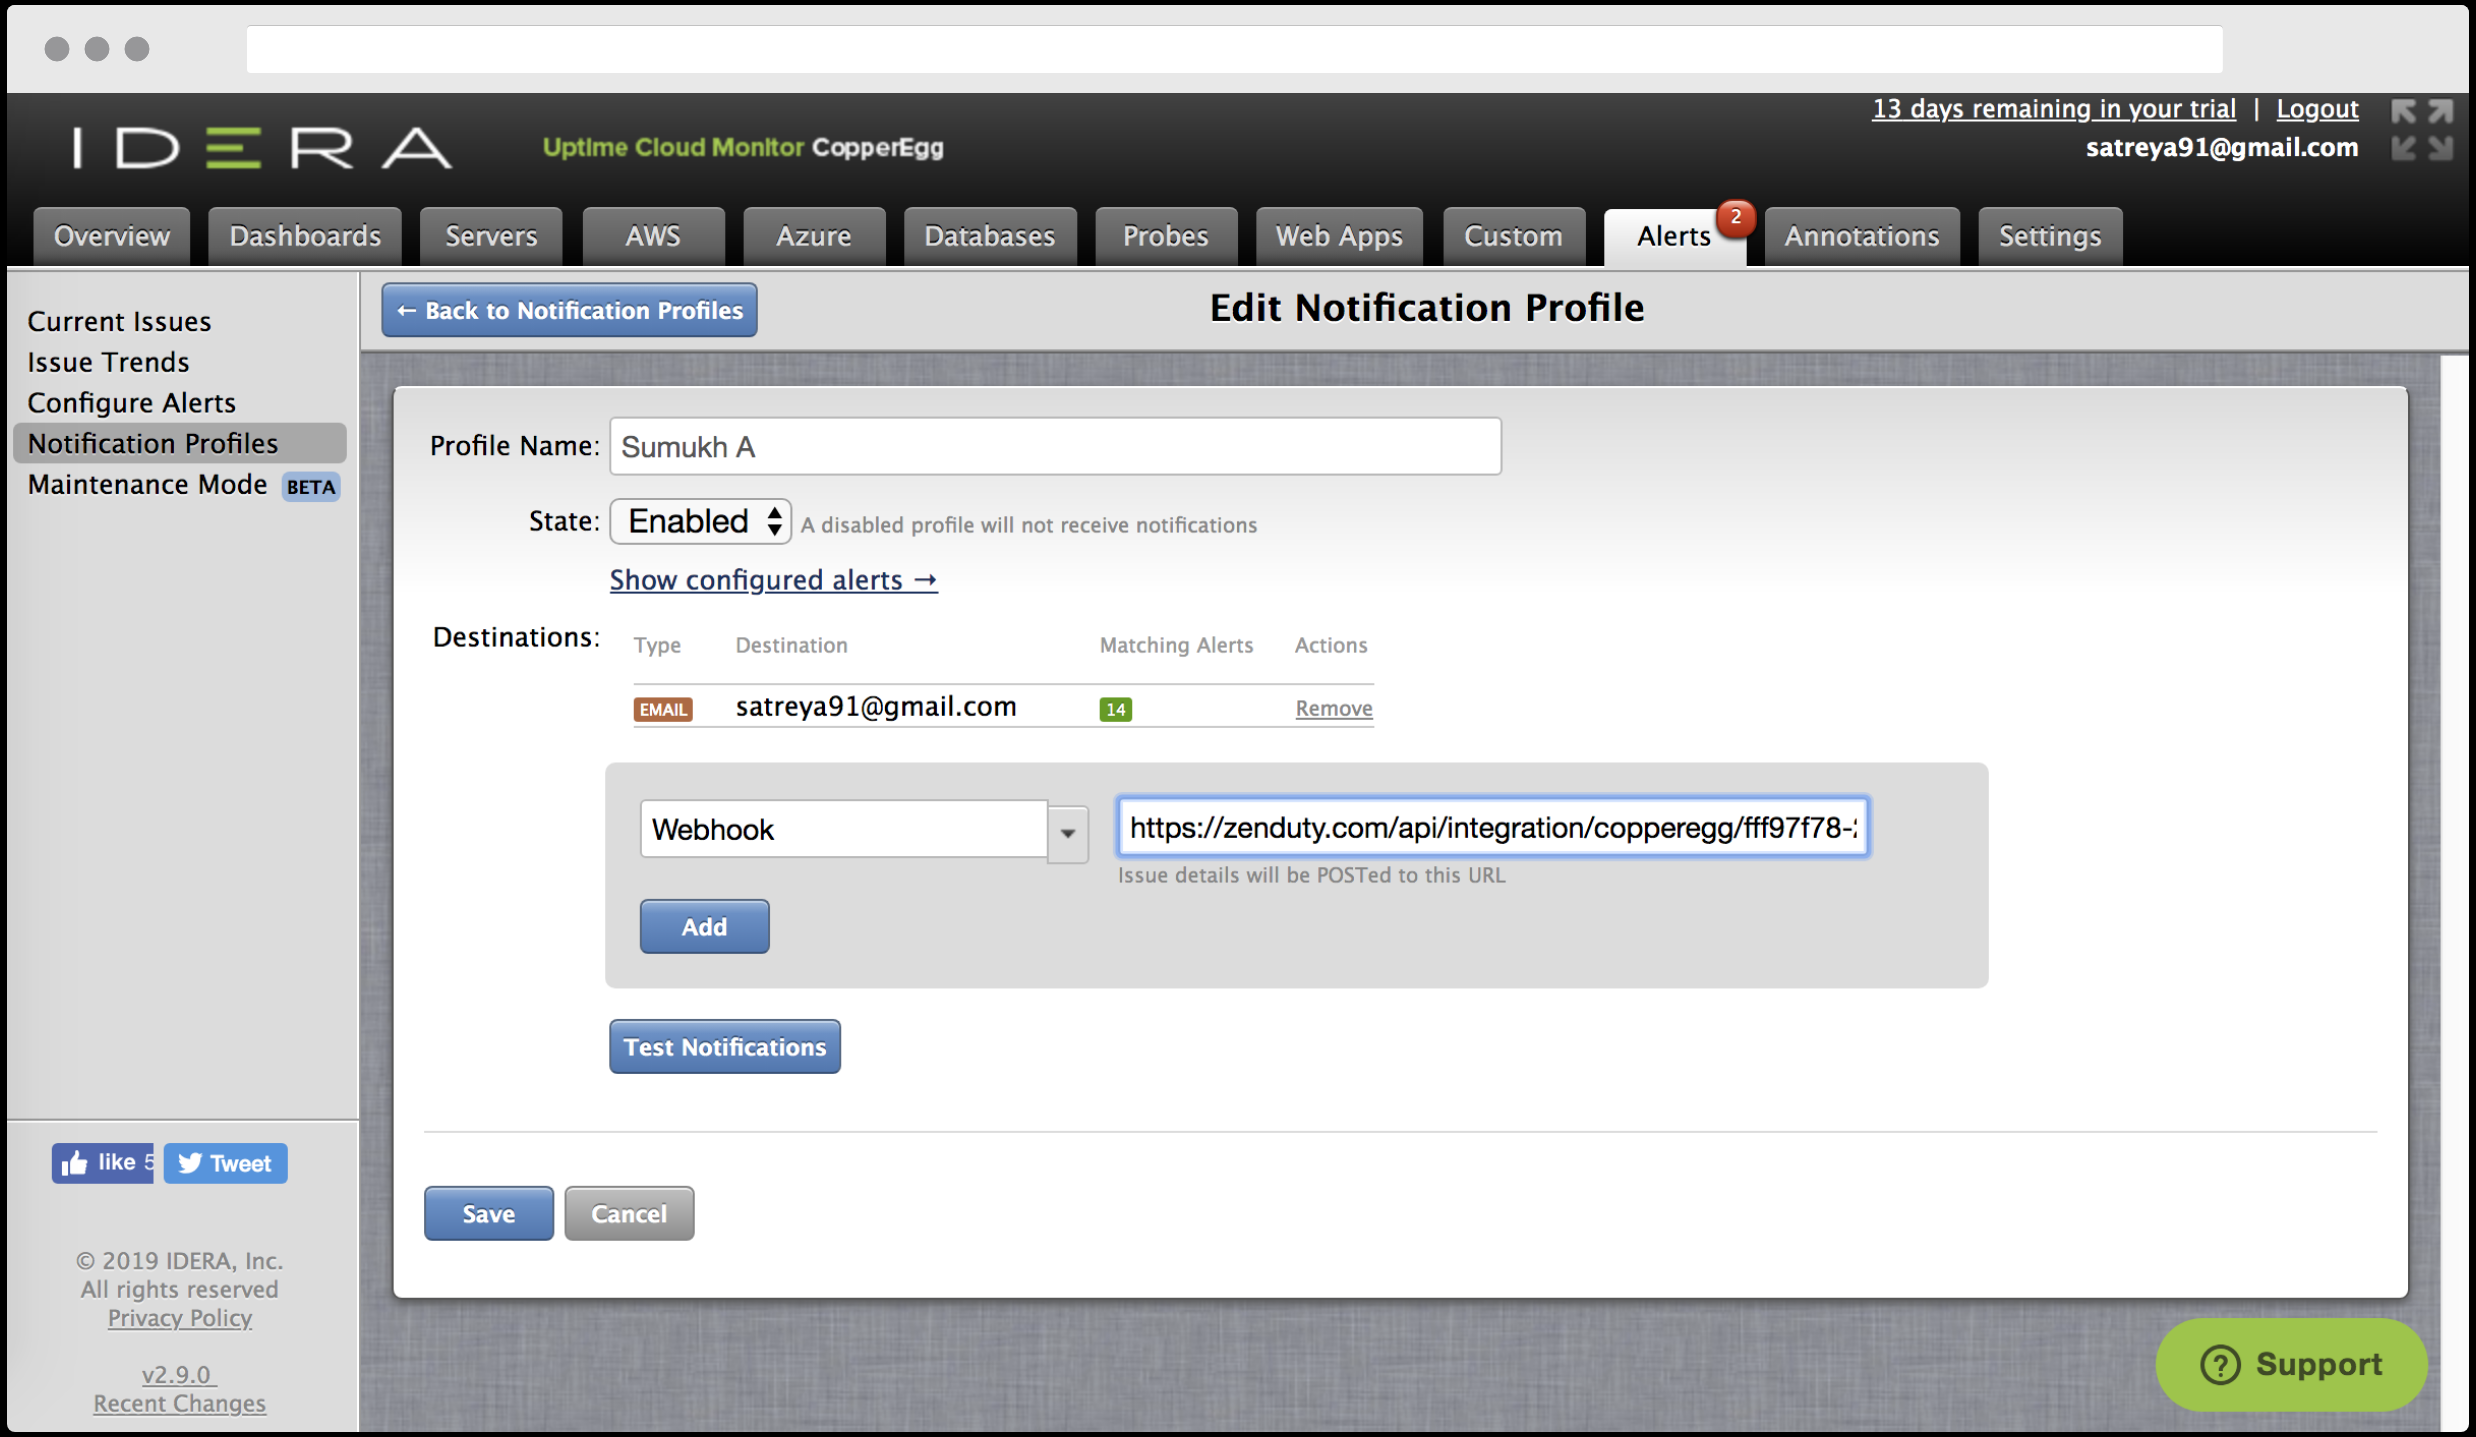 13 days remaining in your trial | Logout
IDERA
Uptime Cloud Monitor CopperEgg
satreya91@gmail.com
Overview
Dashboards
Servers
AWS
Azure
Databases
Probes
Web Apps
Custom
Alerts
2
Annotations
Settings
Current Issues
Issue Trends
Configure Alerts
Notification Profiles
Maintenance Mode BETA
← Back to Notification Profiles
Edit Notification Profile
Profile Name: Sumukh A
State: Enabled A disabled profile will not receive notifications
Show configured alerts →
Destinations:
Type Destination Matching Alerts Actions
EMAIL satreya91@gmail.com 14 Remove
Webhook
https://zenduty.com/api/integration/copperegg/fff97f78-
Issue details will be POSTed to this URL
Add
Test Notifications
Save
Cancel
like 5
Tweet
© 2019 IDERA, Inc.
All rights reserved
Privacy Policy
v2.9.0
Recent Changes
? Support